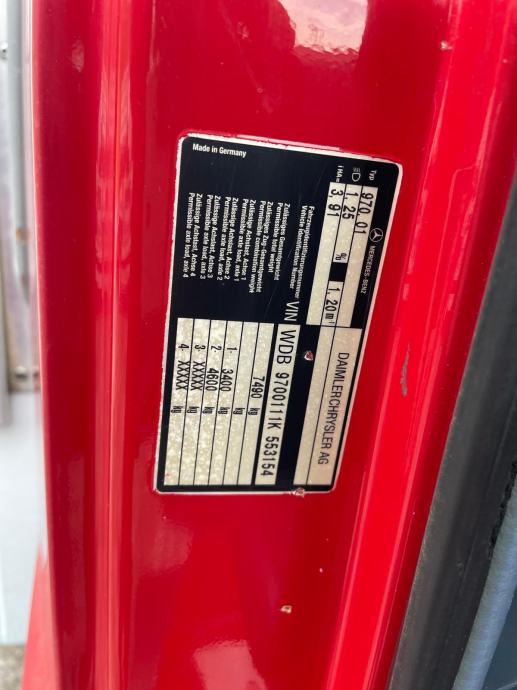 MERCEDES-BENZ
DAIMLERCHRYSLER AG
Typ 970.01
1,25 % 1,20m
iHA= 3,91
Fahrzeugidentifizierungsnummer
Vehicle Identification Number
VIN WDB 9700111K 553154
Zulässiges Gesamtgewicht
Permissible total weight
7490 kg
Zulässiges Zug-Gesamtgewicht
Permissible combination weight
kg
Zulässige Achslast, Achse 1
Permissible axle load, axle 1
1- 3400 kg
Zulässige Achslast, Achse 2
Permissible axle load, axle 2
2- 4600 kg
Zulässige Achslast, Achse 3
Permissible axle load, axle 3
3- XXXXX kg
Zulässige Achslast, Achse 4
Permissible axle load, axle 4
4- XXXXX kg
Made in Germany